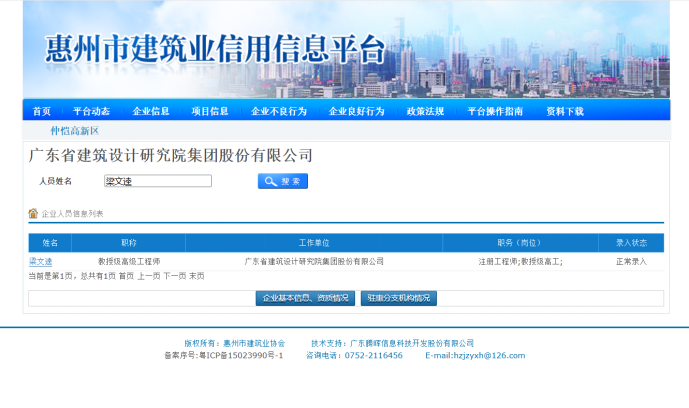 惠州市建筑业信用信息平台
首页 平台动态 企业信息 项目信息 企业不良行为 企业良好行为 政策法规 平台操作指南 资料下载
仲恺高新区
广东省建筑设计研究院集团股份有限公司
人员姓名 梁文逵 搜 索
企业人员信息列表
姓名 职称 工作单位 职务（岗位） 录入状态
梁文逵 教授级高级工程师 广东省建筑设计研究院集团股份有限公司 注册工程师;教授级高工; 正常录入
当前是第1页，总共有1页 首页 上一页 下一页 末页
企业基本信息、资质情况 驻惠分支机构情况
版权所有：惠州市建筑业协会 技术支持：广东腾晖信息科技开发股份有限公司
备案序号:粤ICP备15023990号-1 咨询电话：0752-2116456 E-mail:hzjzyxh@126.com